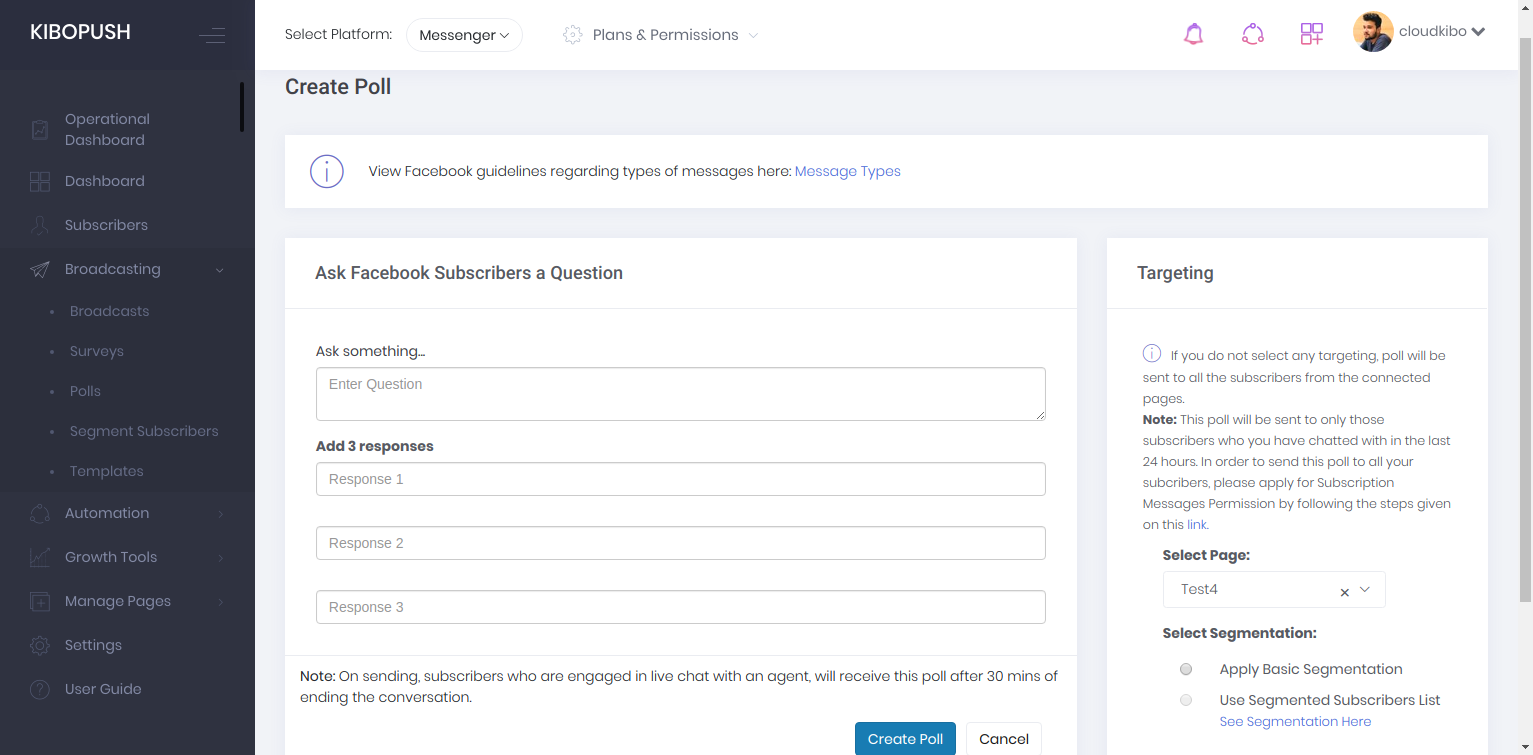 KIBOPUSH
Select Platform:
Messenger
Plans & Permissions
cloudkibo
Operational
Dashboard
Dashboard
Subscribers
Broadcasting
Broadcasts
Surveys
Polls
Segment Subscribers
Templates
Automation
Growth Tools
Manage Pages
Settings
User Guide
Create Poll
View Facebook guidelines regarding types of messages here: Message Types
Ask Facebook Subscribers a Question
Ask something...
Enter Question
Add 3 responses
Response 1
Response 2
Response 3
Note: On sending, subscribers who are engaged in live chat with an agent, will receive this poll after 30 mins of
ending the conversation.
Create Poll
Cancel
Targeting
If you do not select any targeting, poll will be
sent to all the subscribers from the connected
pages.
Note: This poll will be sent to only those
subscribers who you have chatted with in the last
24 hours. In order to send this poll to all your
subcribers, please apply for Subscription
Messages Permission by following the steps given
on this link.
Select Page:
Test4
Select Segmentation:
Apply Basic Segmentation
Use Segmented Subscribers List
See Segmentation Here